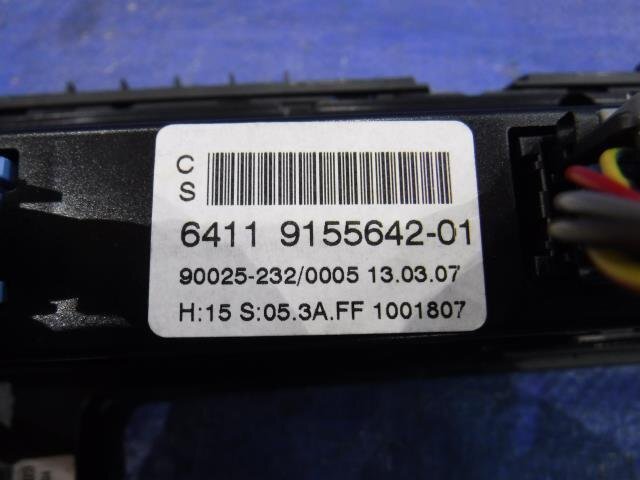 C
S
6411 9155642-01
90025-232/0005 13.03.07
H:15 S:05.3A.FF 1001807